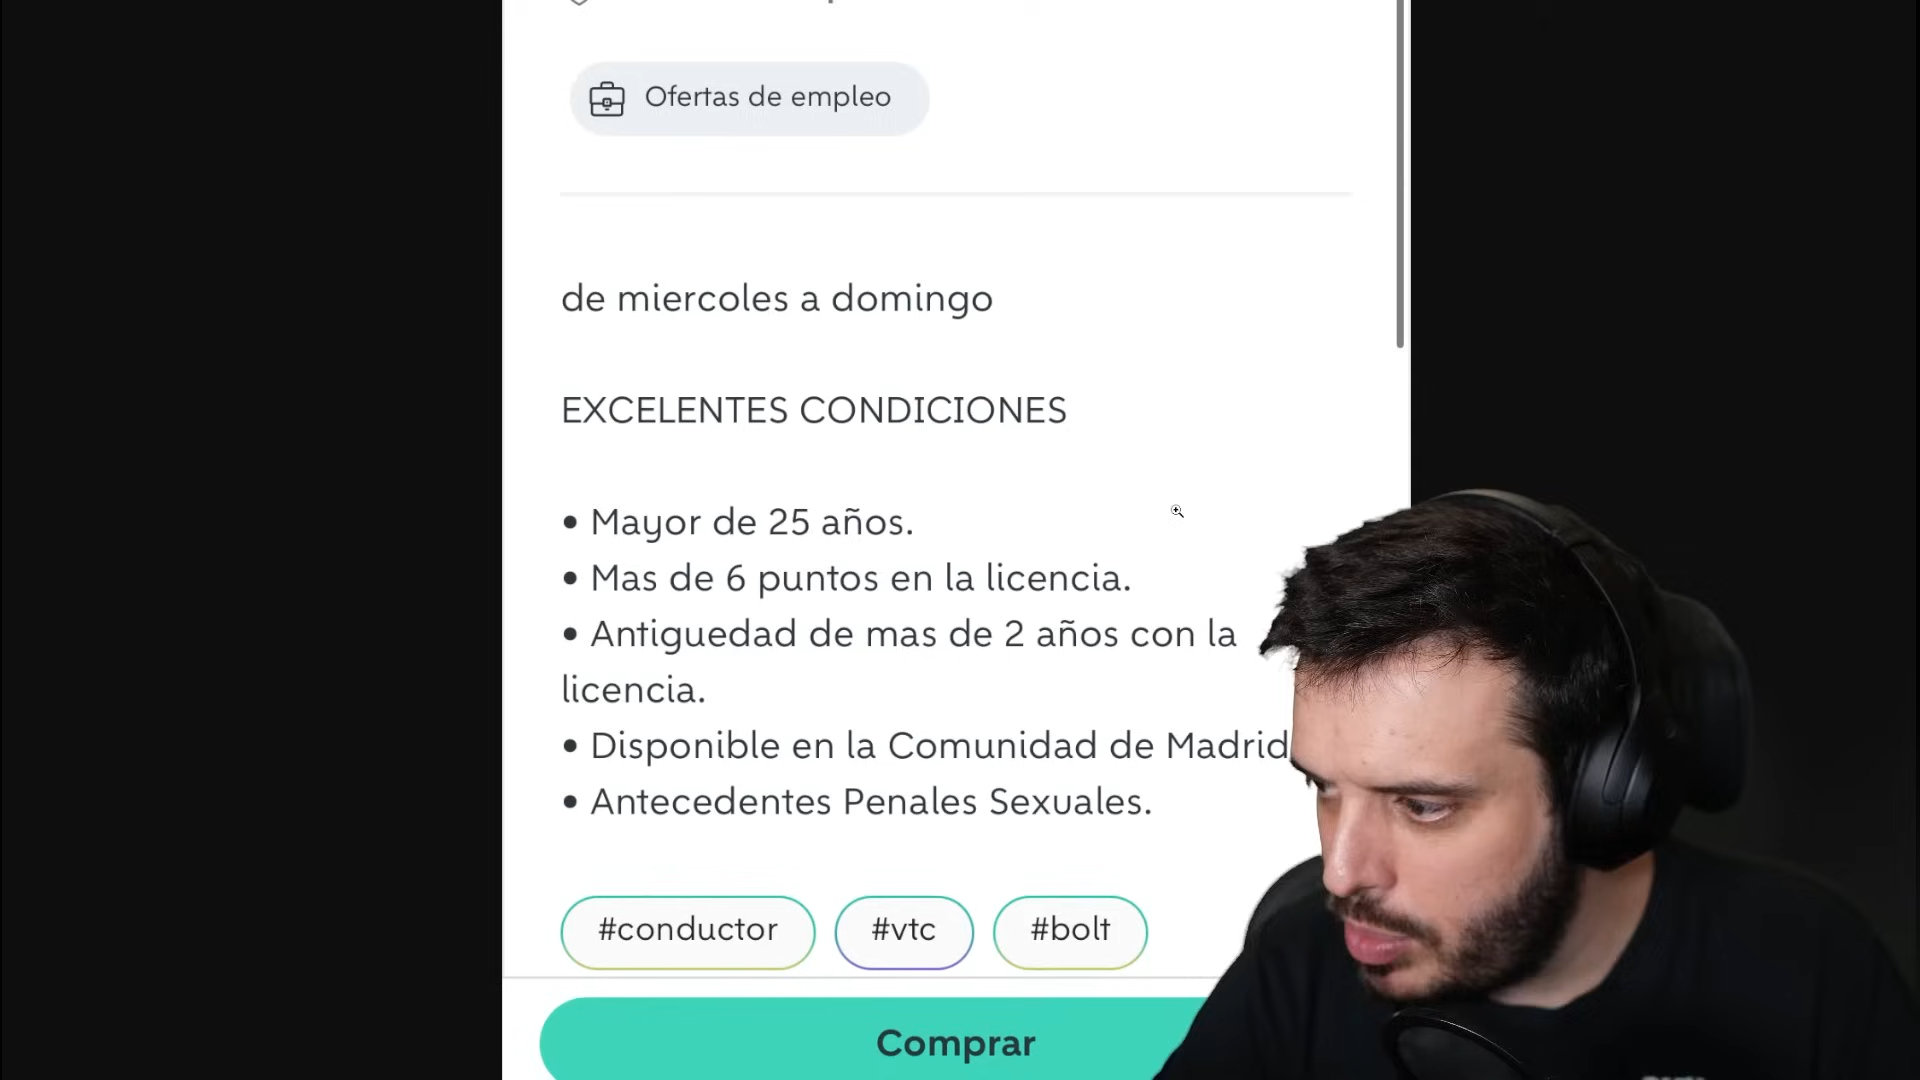 Ofertas de empleo
de miercoles a domingo
EXCELENTES CONDICIONES
• Mayor de 25 años.
• Mas de 6 puntos en la licencia.
• Antiguedad de mas de 2 años con la
licencia.
• Disponible en la Comunidad de Madrid
• Antecedentes Penales Sexuales.
#conductor #vtc #bolt
Comprar